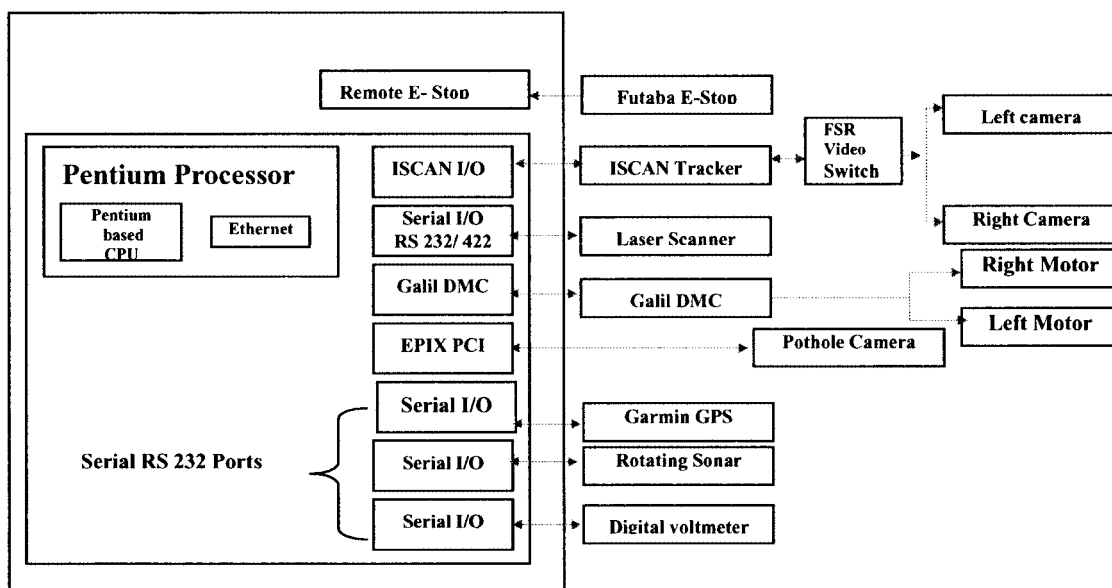 Remote E- Stop
Futaba E-Stop
Left camera
FSR
Video
Switch
Pentium Processor
ISCAN I/O
ISCAN Tracker
Pentium
based
CPU
Ethernet
Serial I/O
RS 232/ 422
Laser Scanner
Right Camera
Right Motor
Galil DMC
Galil DMC
Left Motor
EPIX PCI
Pothole Camera
Serial I/O
Garmin GPS
Serial RS 232 Ports
Serial I/O
Rotating Sonar
Serial I/O
Digital voltmeter